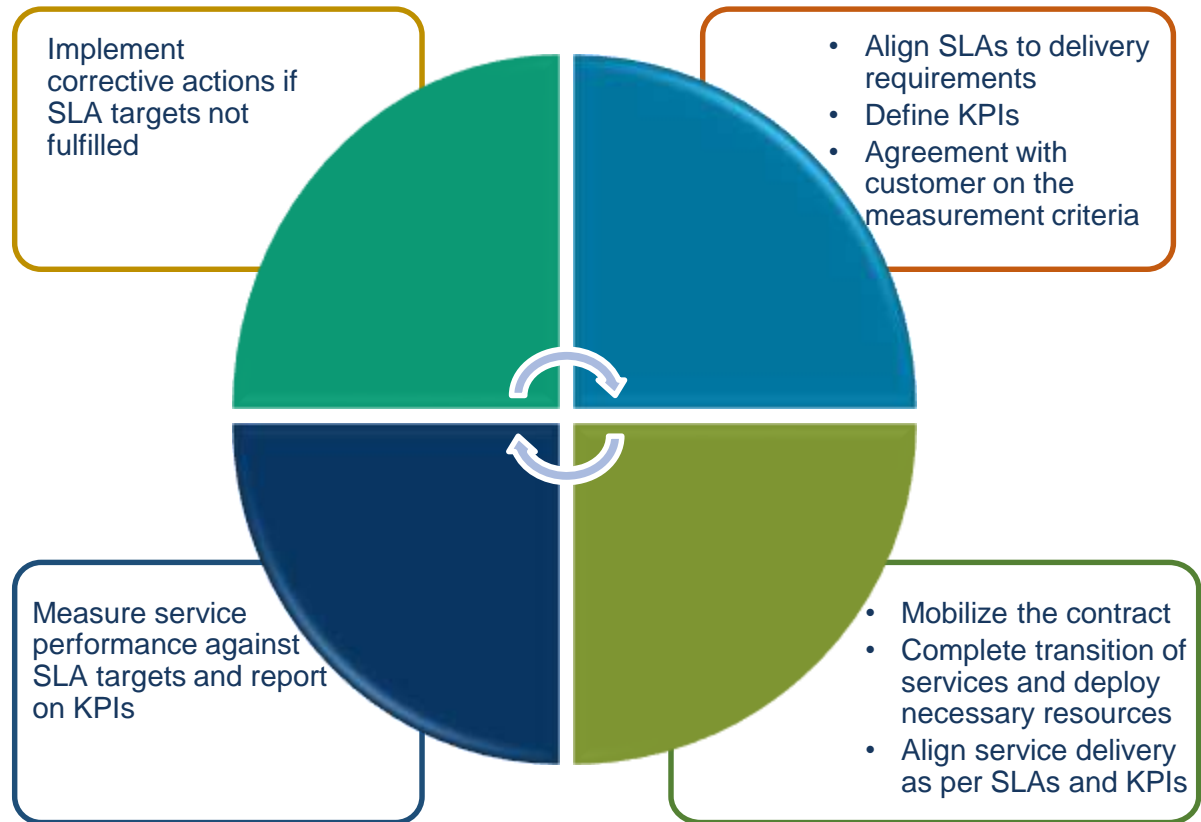 Implement
corrective actions if
SLA targets not
fulfilled
• Align SLAs to delivery
requirements
• Define KPIs
• Agreement with
customer on the
measurement criteria
Measure service
performance against
SLA targets and report
on KPIs
• Mobilize the contract
• Complete transition of
services and deploy
necessary resources
• Align service delivery
as per SLAs and KPIs